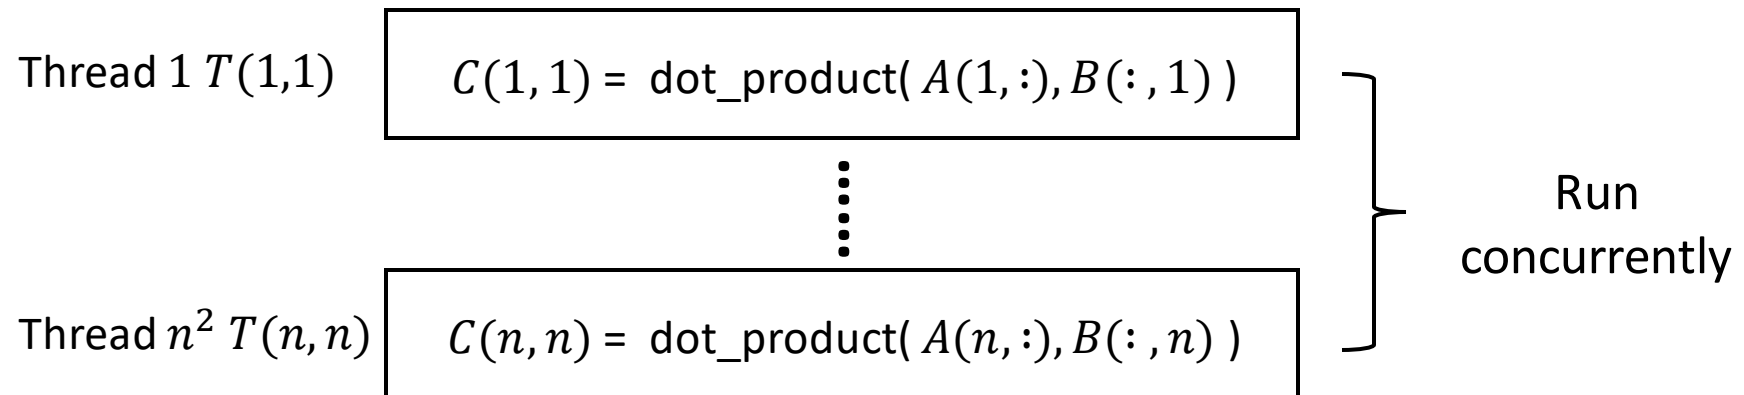 Thread 1 T(1,1)
C(1, 1) = dot_product( A(1, :), B(: , 1) )
Run
concurrently
Thread n² T(n, n)
C(n, n) = dot_product( A(n, :), B(: , n) )